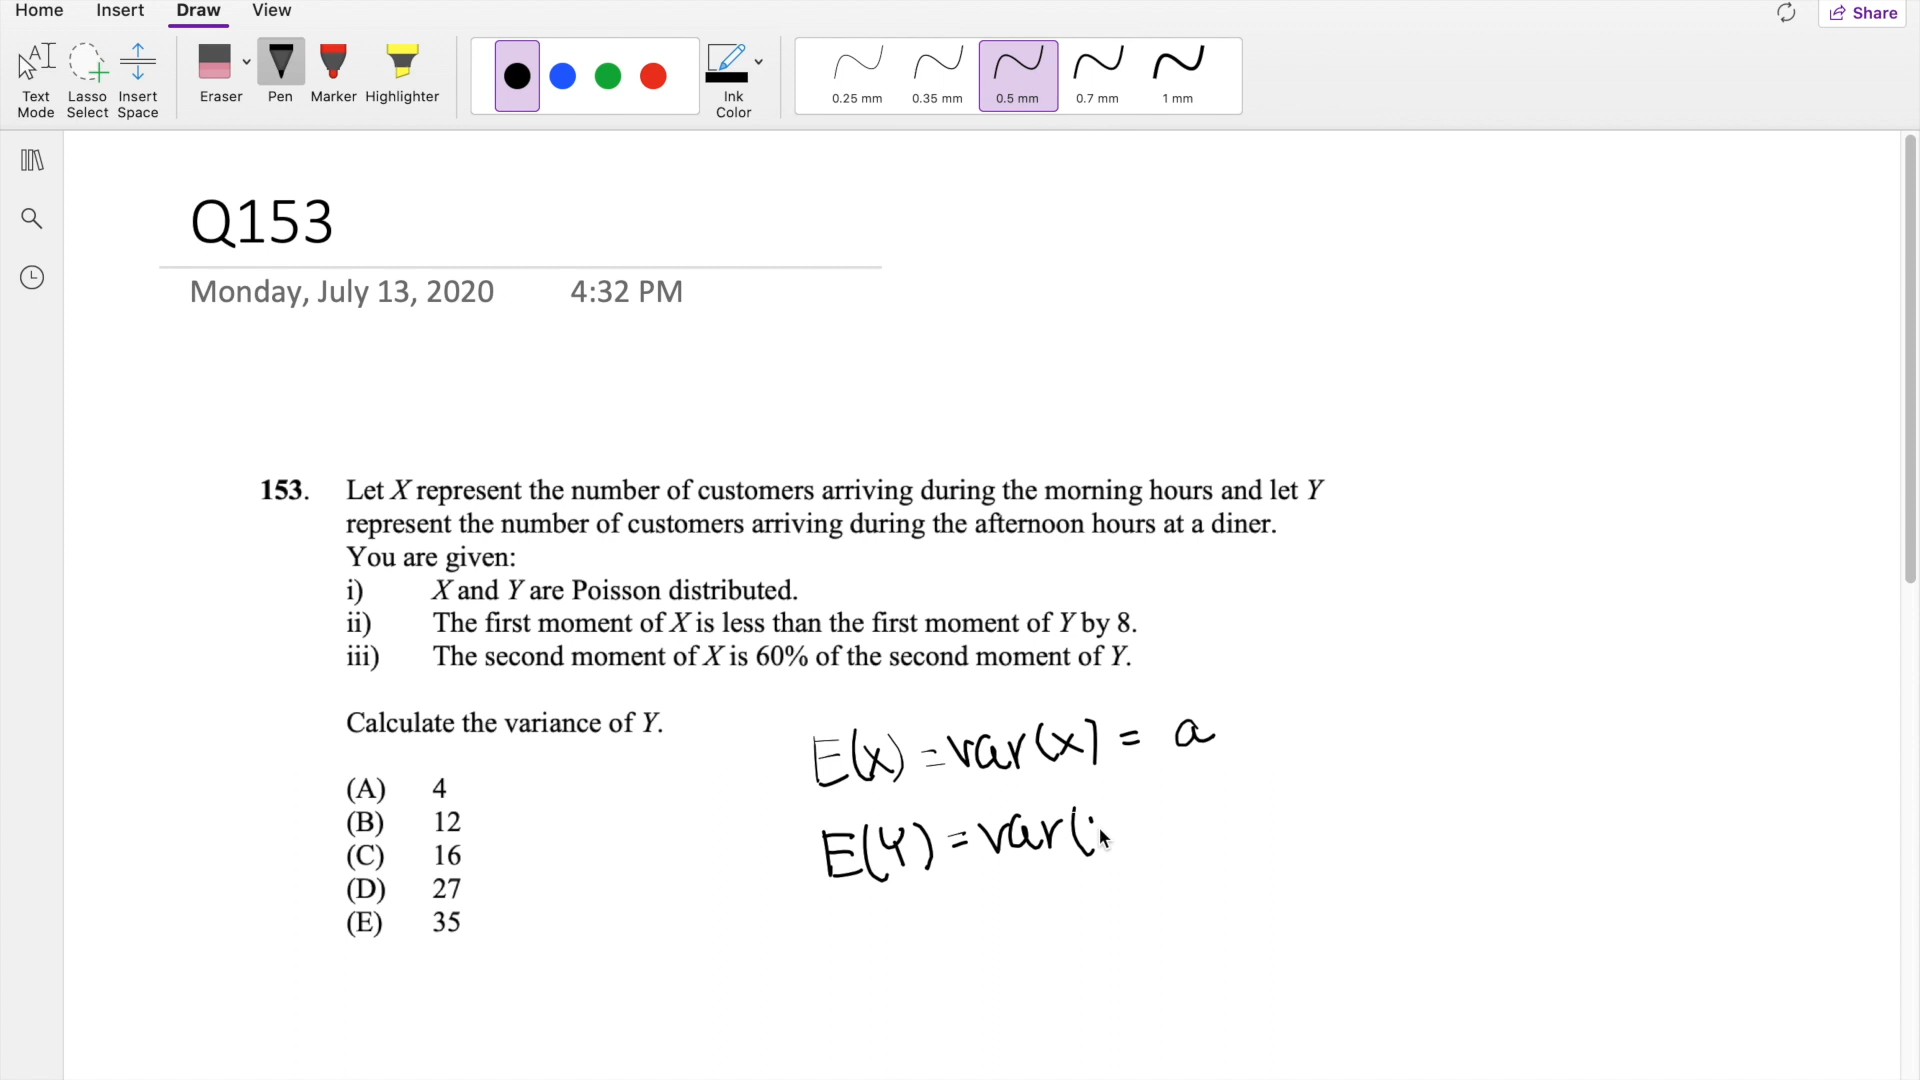 Home Insert Draw View
Share
Text Mode Lasso Select Insert Space Eraser Pen Marker Highlighter Ink Color 0.25 mm 0.35 mm 0.5 mm 0.7 mm 1 mm
Q153
Monday, July 13, 2020 4:32 PM
153. Let X represent the number of customers arriving during the morning hours and let Y
represent the number of customers arriving during the afternoon hours at a diner.
You are given:
i) X and Y are Poisson distributed.
ii) The first moment of X is less than the first moment of Y by 8.
iii) The second moment of X is 60% of the second moment of Y.
Calculate the variance of Y.
E(X) = var(X) = a
(A) 4
(B) 12
E(Y) = var(
(C) 16
(D) 27
(E) 35